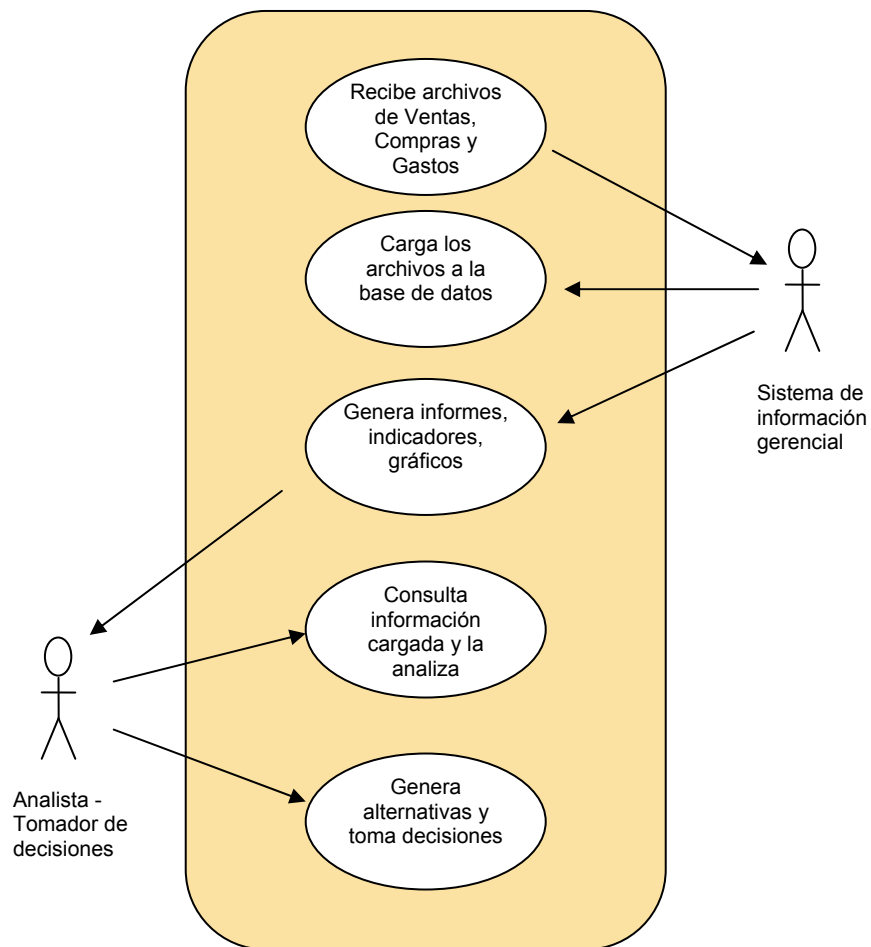 Recibe archivos
de Ventas,
Compras y
Gastos
Carga los
archivos a la
base de datos
Sistema de
información
gerencial
Genera informes,
indicadores,
gráficos
Consulta
información
cargada y la
analiza
Analista -
Tomador de
decisiones
Genera
alternativas y
toma decisiones